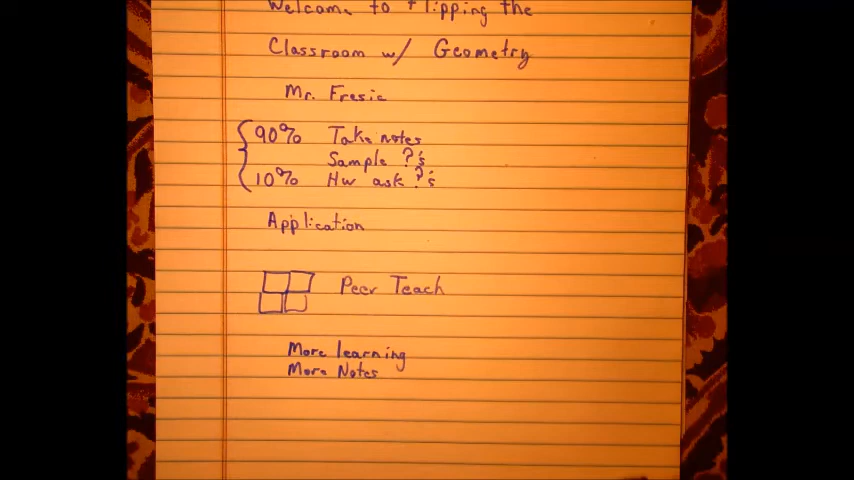 Welcome to Flipping the
Classroom w/ Geometry
Mr. Fresie
90% Take notes
Sample ?'s
10% Hw ask ?'s
Application
Peer Teach
More learning
More Notes